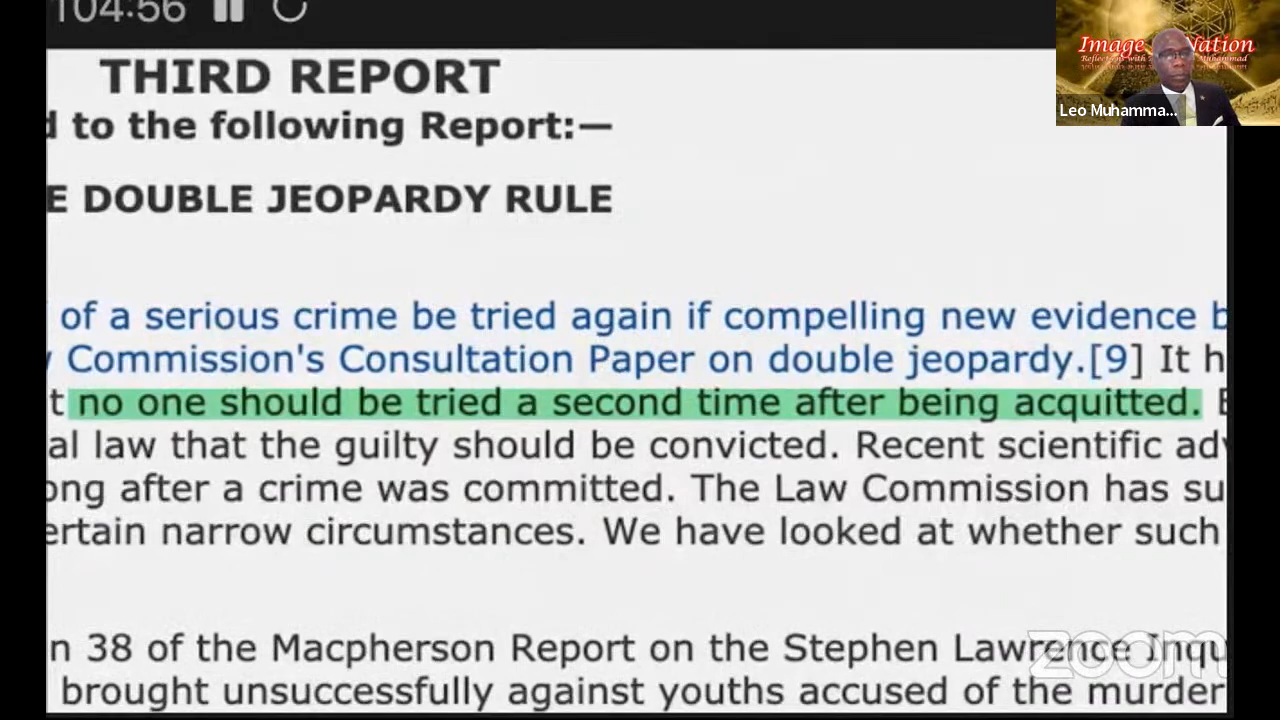 104:56
Image Nation
Leo Muhamma...
THIRD REPORT
d to the following Report:—
E DOUBLE JEOPARDY RULE
of a serious crime be tried again if compelling new evidence b
Commission's Consultation Paper on double jeopardy.[9] It h
t no one should be tried a second time after being acquitted. E
al law that the guilty should be convicted. Recent scientific adv
ong after a crime was committed. The Law Commission has su
ertain narrow circumstances. We have looked at whether such
n 38 of the Macpherson Report on the Stephen Lawrence Inqu
brought unsuccessfully against youths accused of the murder
zoom